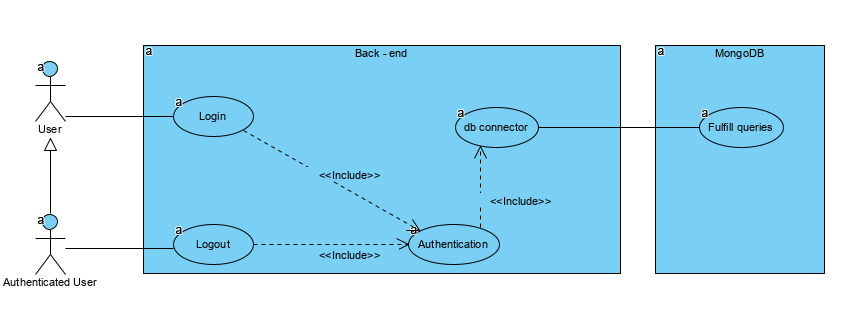 a
Back - end
a
MongoDB
a
User
a
Login
a
db connector
a
Fulfill queries
<<Include>>
<<Include>>
a
Authenticated User
a
Logout
a
Authentication
<<Include>>